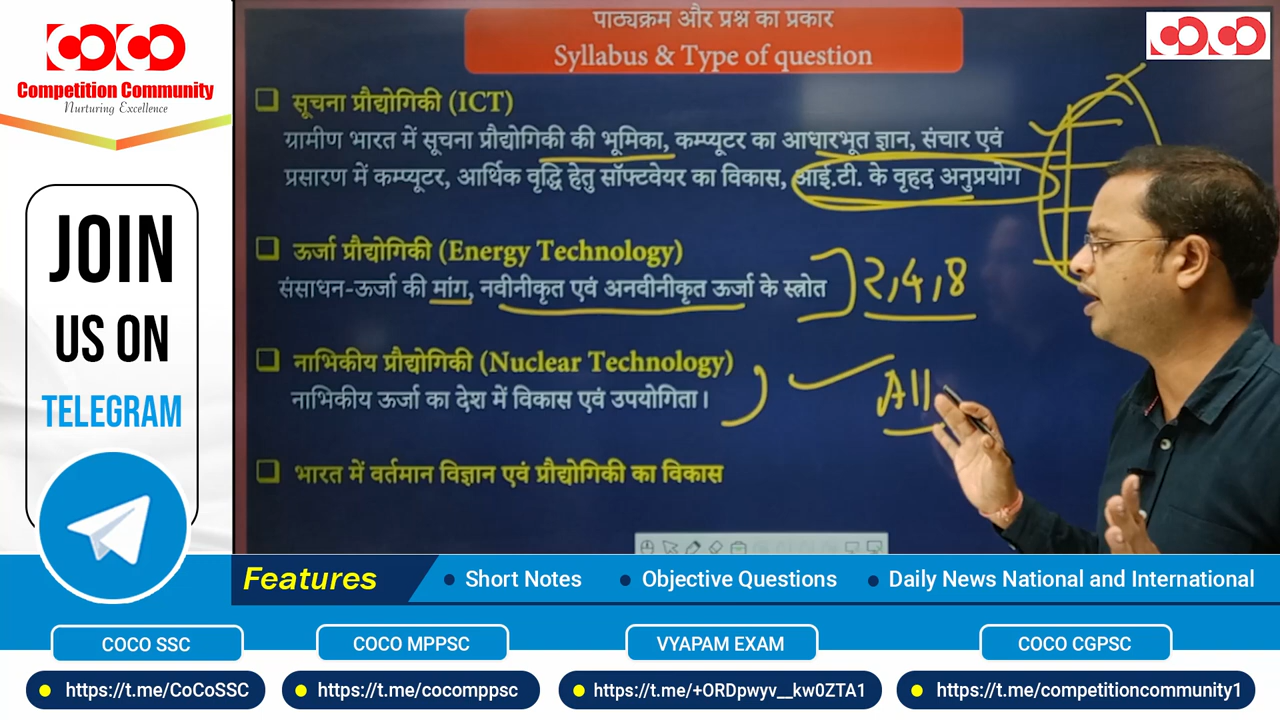 COCO
Competition Community
Nurturing Excellence
JOIN
US ON
TELEGRAM
पाठ्यक्रम और प्रश्न का प्रकार
Syllabus & Type of question
COCO
सूचना प्रौद्योगिकी (ICT)
ग्रामीण भारत में सूचना प्रौद्योगिकी की भूमिका, कम्प्यूटर का आधारभूत ज्ञान, संचार एवं
प्रसारण में कम्प्यूटर, आर्थिक वृद्धि हेतु सॉफ्टवेयर का विकास, आई.टी. के वृहद अनुप्रयोग
ऊर्जा प्रौद्योगिकी (Energy Technology)
संसाधन-ऊर्जा की मांग, नवीनीकृत एवं अनवीनीकृत ऊर्जा के स्त्रोत
2,4,8
नाभिकीय प्रौद्योगिकी (Nuclear Technology)
नाभिकीय ऊर्जा का देश में विकास एवं उपयोगिता।
All
भारत में वर्तमान विज्ञान एवं प्रौद्योगिकी का विकास
Features
Short Notes
Objective Questions
Daily News National and International
COCO SSC
COCO MPPSC
VYAPAM EXAM
COCO CGPSC
https://t.me/CoCoSSC
https://t.me/cocomppsc
https://t.me/+ORDpwyv__kw0ZTA1
https://t.me/competitioncommunity1